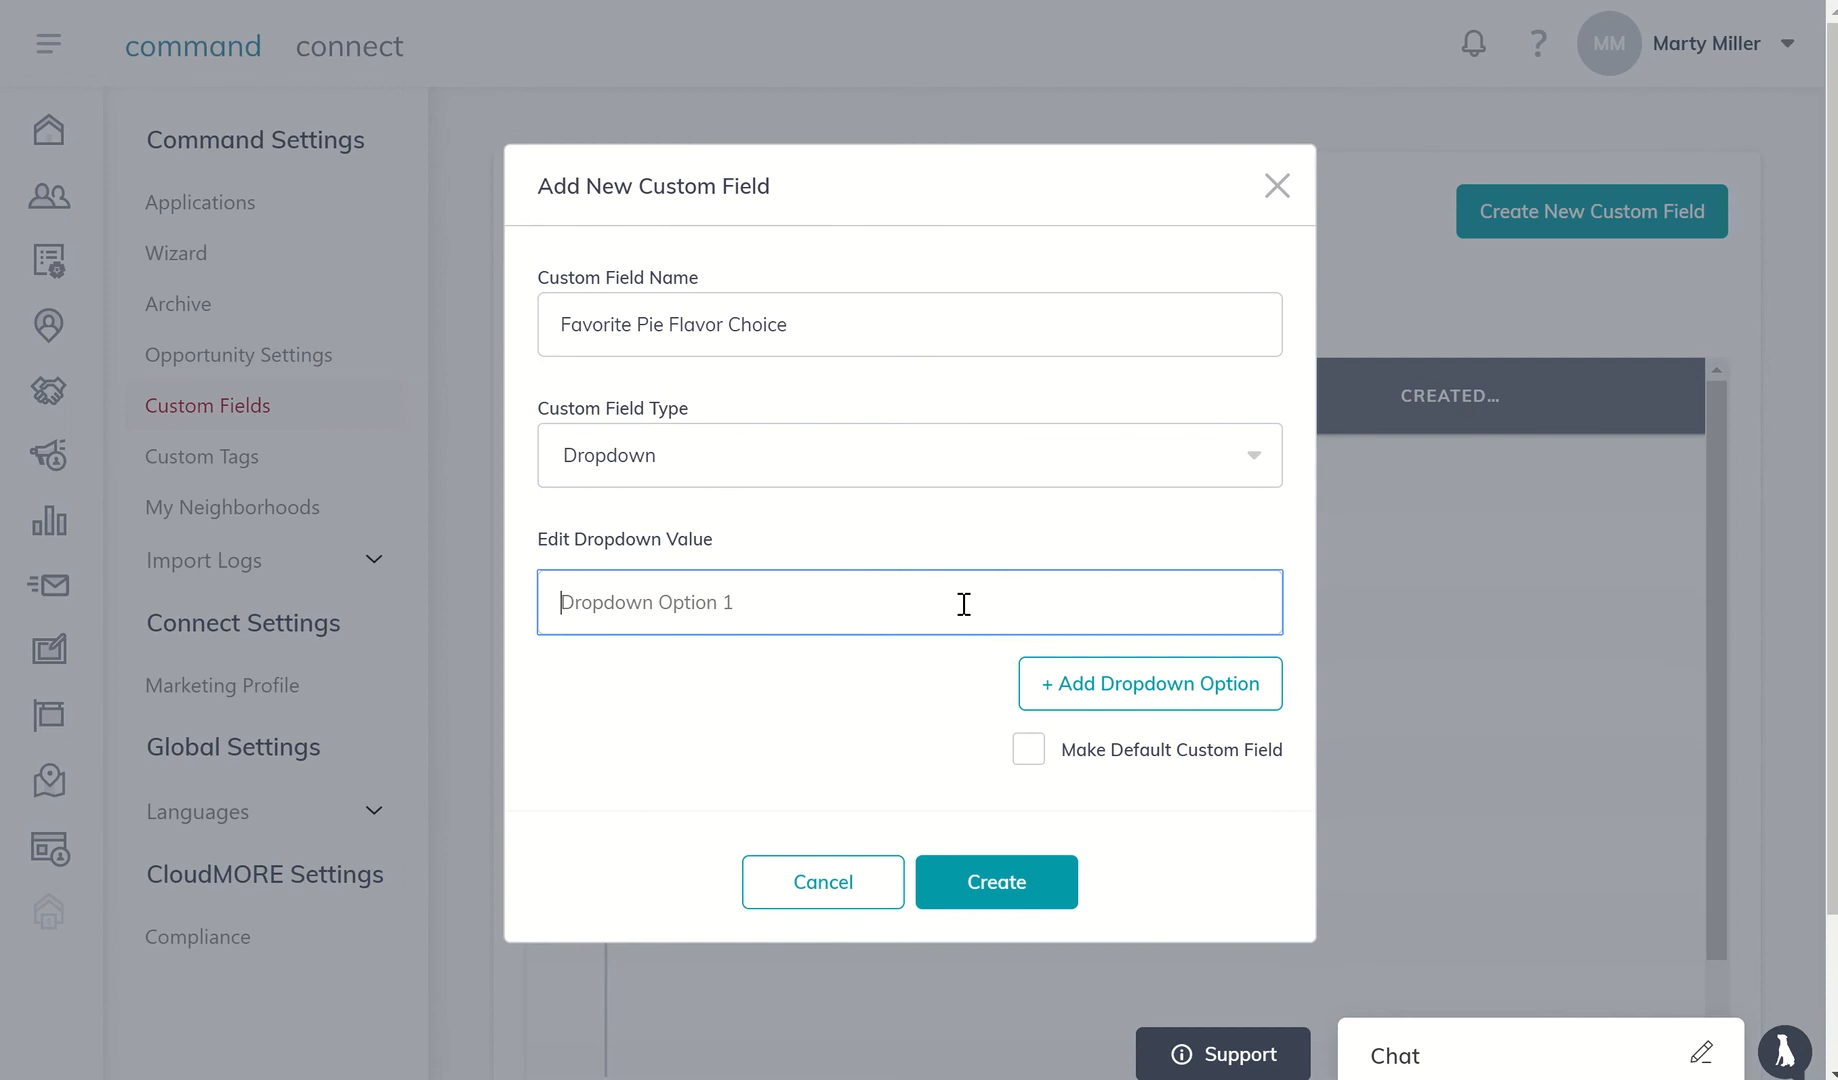 command connect
MM Marty Miller
Command Settings
Applications
Wizard
Archive
Opportunity Settings
Custom Fields
Custom Tags
My Neighborhoods
Import Logs
Connect Settings
Marketing Profile
Global Settings
Languages
CloudMORE Settings
Compliance
Create New Custom Field
CREATED...
Add New Custom Field
Custom Field Name
Favorite Pie Flavor Choice
Custom Field Type
Dropdown
Edit Dropdown Value
Dropdown Option 1
+ Add Dropdown Option
Make Default Custom Field
Cancel
Create
Support
Chat